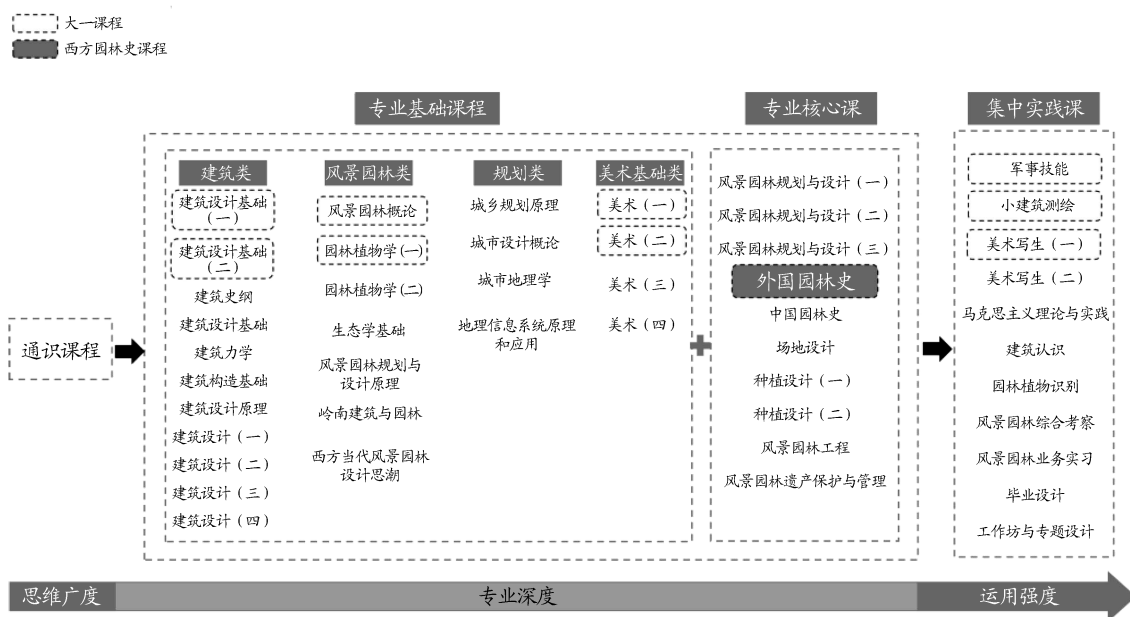 大一课程
西方园林史课程
专业基础课程
专业核心课
集中实践课
通识课程
建筑类
建筑设计基础
(一)
建筑设计基础
(二)
建筑史纲
建筑设计基础
建筑力学
建筑构造基础
建筑设计原理
建筑设计(一)
建筑设计(二)
建筑设计(三)
建筑设计(四)
风景园林类
风景园林概论
园林植物学(一)
园林植物学(二)
生态学基础
风景园林规划与
设计原理
岭南建筑与园林
西方当代风景园林
设计思潮
规划类
城乡规划原理
城市设计概论
城市地理学
地理信息系统原理
和应用
美术基础类
美术(一)
美术(二)
美术(三)
美术(四)
风景园林规划与设计(一)
风景园林规划与设计(二)
风景园林规划与设计(三)
外国园林史
中国园林史
场地设计
种植设计(一)
种植设计(二)
风景园林工程
风景园林遗产保护与管理
军事技能
小建筑测绘
美术写生(一)
美术写生(二)
马克思主义理论与实践
建筑认识
园林植物识别
风景园林综合考察
风景园林业务实习
毕业设计
工作坊与专题设计
思维广度
专业深度
运用强度